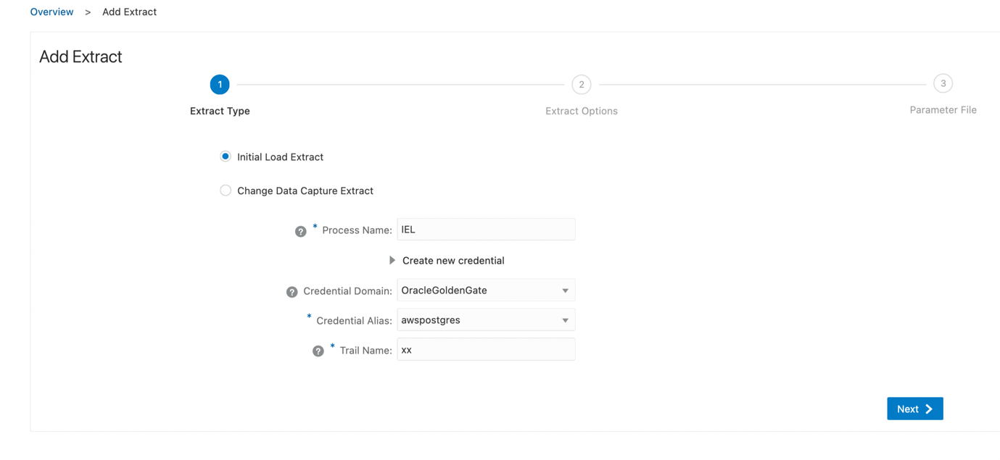 Overview > Add Extract
Add Extract
1 2 3
Extract Type Extract Options Parameter File
Initial Load Extract
Change Data Capture Extract
? * Process Name: IEL
Create new credential
? Credential Domain: OracleGoldenGate
* Credential Alias: awspostgres
? * Trail Name: xx
Next